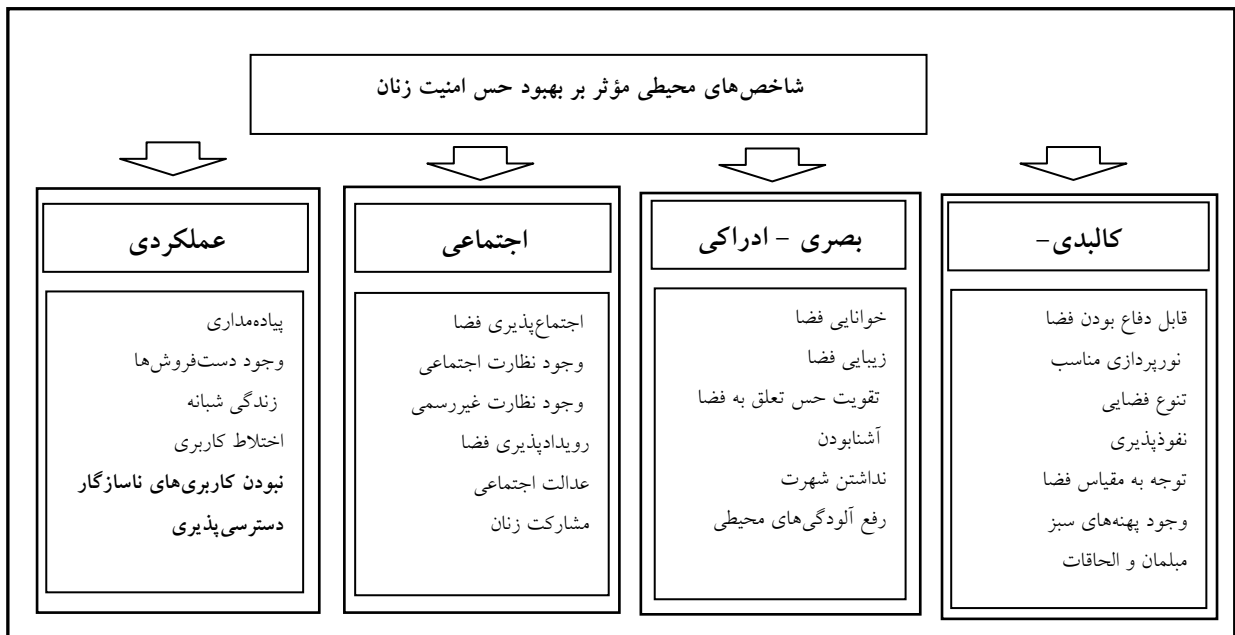 شاخص‌های محیطی مؤثر بر بهبود حس امنیت زنان
کالبدی-
قابل دفاع بودن فضا
نورپردازی مناسب
تنوع فضایی
نفوذپذیری
توجه به مقیاس فضا
وجود پهنه‌های سبز
مبلمان و الحاقات
بصری - ادراکی
خوانایی فضا
زیبایی فضا
تقویت حس تعلق به فضا
آشنابودن
نداشتن شهرت
رفع آلودگی‌های محیطی
اجتماعی
اجتماع‌پذیری فضا
وجود نظارت اجتماعی
وجود نظارت غیررسمی
رویدادپذیری فضا
عدالت اجتماعی
مشارکت زنان
عملکردی
پیاده‌مداری
وجود دست‌فروش‌ها
زندگی شبانه
اختلاط کاربری
نبودن کاربری‌های ناسازگار
دسترسی‌پذیری